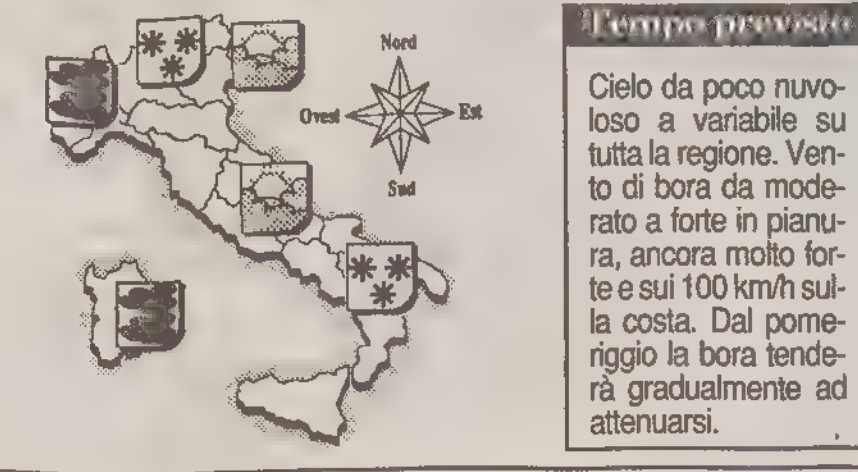 Nord
Ovest
Est
Sud
Tempo previsto
Cielo da poco nuvo-
loso a variabile su
tutta la regione. Ven-
to di bora da mode-
rato a forte in pianu-
ra, ancora molto for-
te e sui 100 km/h sul-
la costa. Dal pome-
riggio la bora tende-
rà gradualmente ad
attenuarsi.